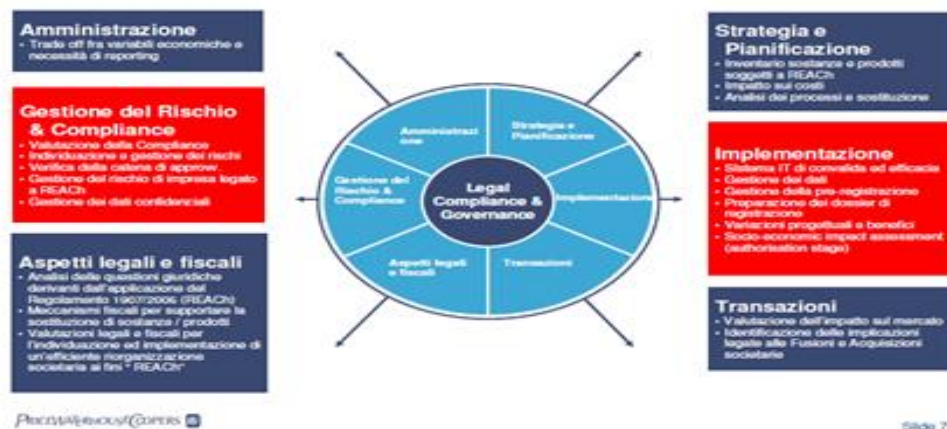 Amministrazione
- Trade off fra variabili economiche e
necessità di reporting
Gestione del Rischio
& Compliance
- Valutazione della Compliance
- Individuazione e gestione dei rischi
- Verifica della catena di approvv.
- Gestione del rischio di impresa legato
a REACh
- Gestione dei dati confidenziali
Aspetti legali e fiscali
- Analisi delle questioni giuridiche
derivanti dall'applicazione del
Regolamento 1907/2006 (REACh)
- Meccanismi fiscali per supportare la
sostituzione di sostanze / prodotti
- Valutazioni legali e fiscali per
l'individuazione ed implementazione di
un'efficiente riorganizzazione
societaria ai fini " REACh"
Amministrazi
one
Strategia e
Pianificazione
Gestione del
Rischio &
Compliance
Legal
Compliance &
Governance
Implementazione
Aspetti legali
e fiscali
Transazioni
Strategia e
Pianificazione
- Inventario sostanze e prodotti
soggetti a REACh
- Impatto sui costi
- Analisi dei processi e sostituzione
Implementazione
- Sistema IT di convalida ed efficacia
- Gestione dei dati
- Gestione della pre-registrazione
- Preparazione dei dossier di
registrazione
- Variazioni progettuali e benefici
- Socio-economic impact assessment
(authorisation stage)
Transazioni
- Valutazione dell'impatto sul mercato
- Identificazione delle implicazioni
legate alle Fusioni e Acquisizioni
societarie
PRICEWATERHOUSECOOPERS
Slide 7